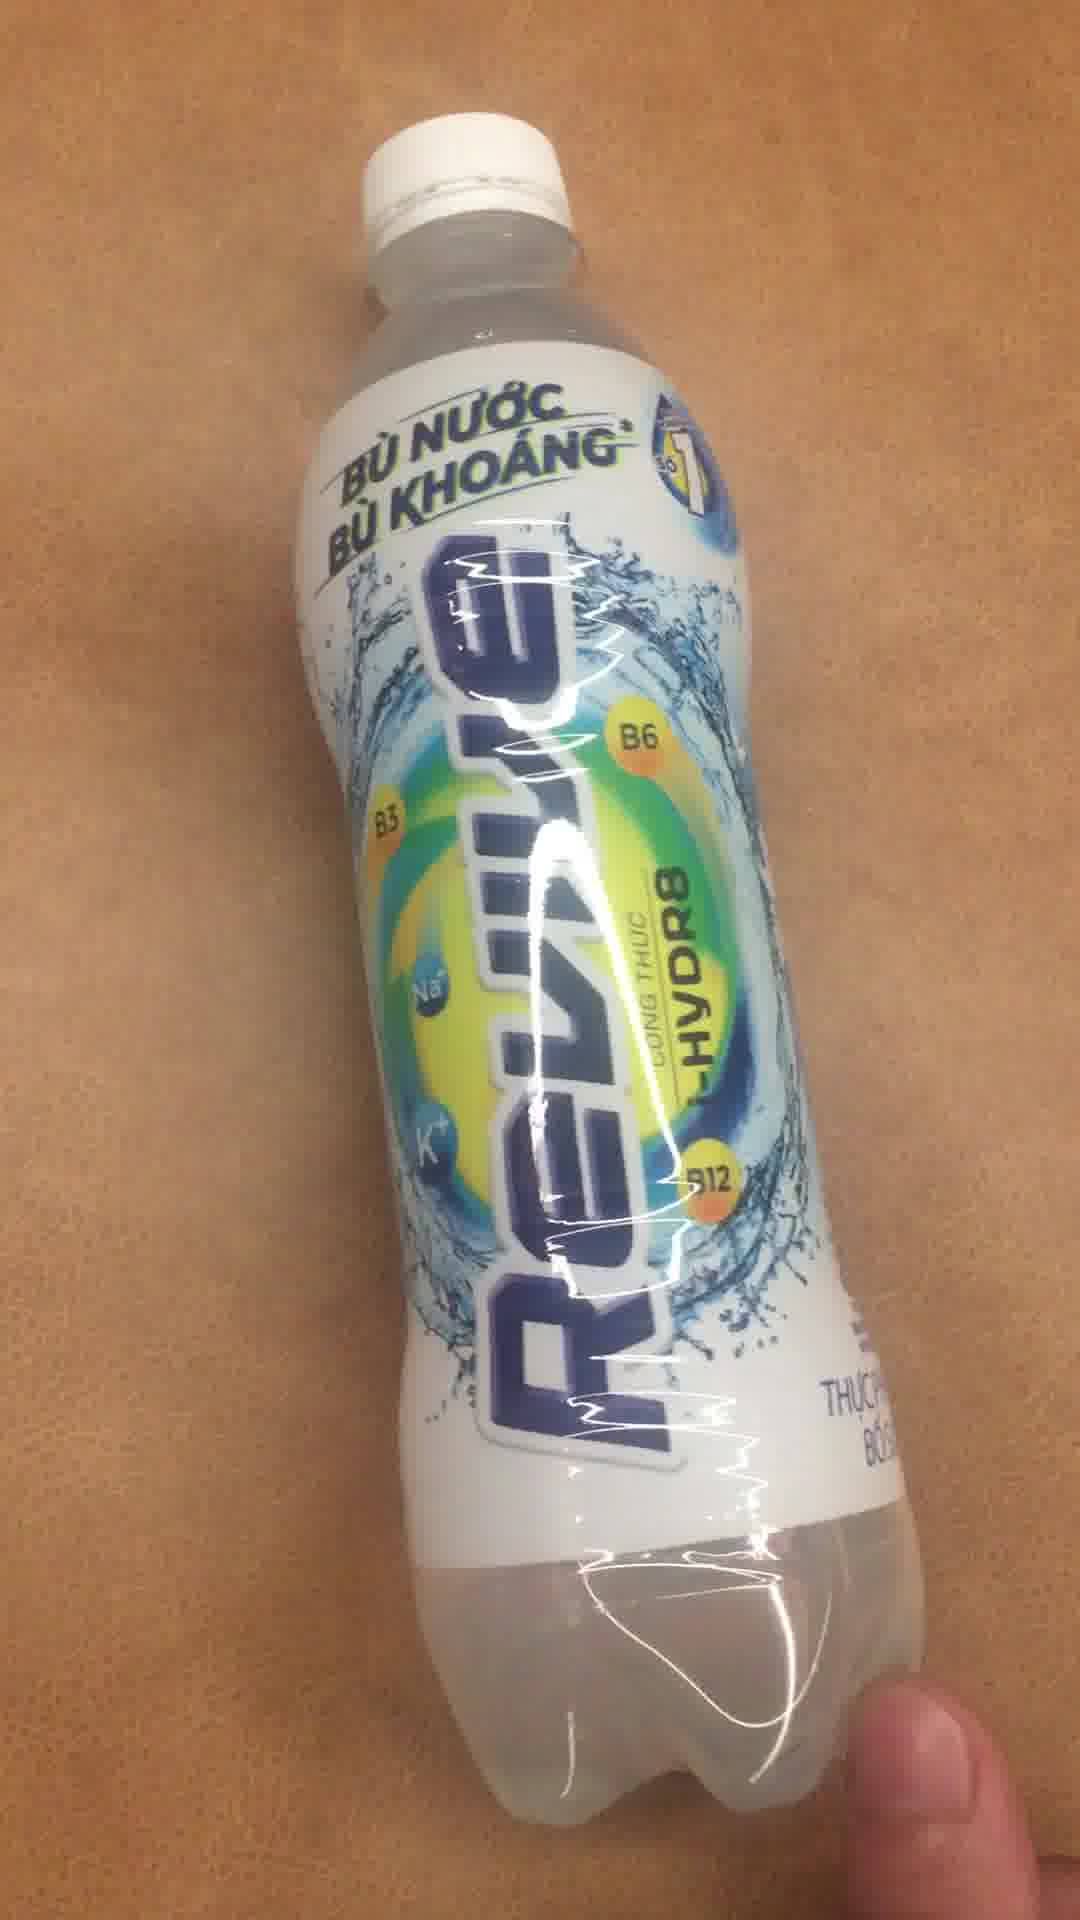 BÙ NƯỚC
BÙ KHOÁNG*
SỐ 1
REVIVE
B6
B3
CÔNG THỨC
I-HYDR8
Na+
K+
B12